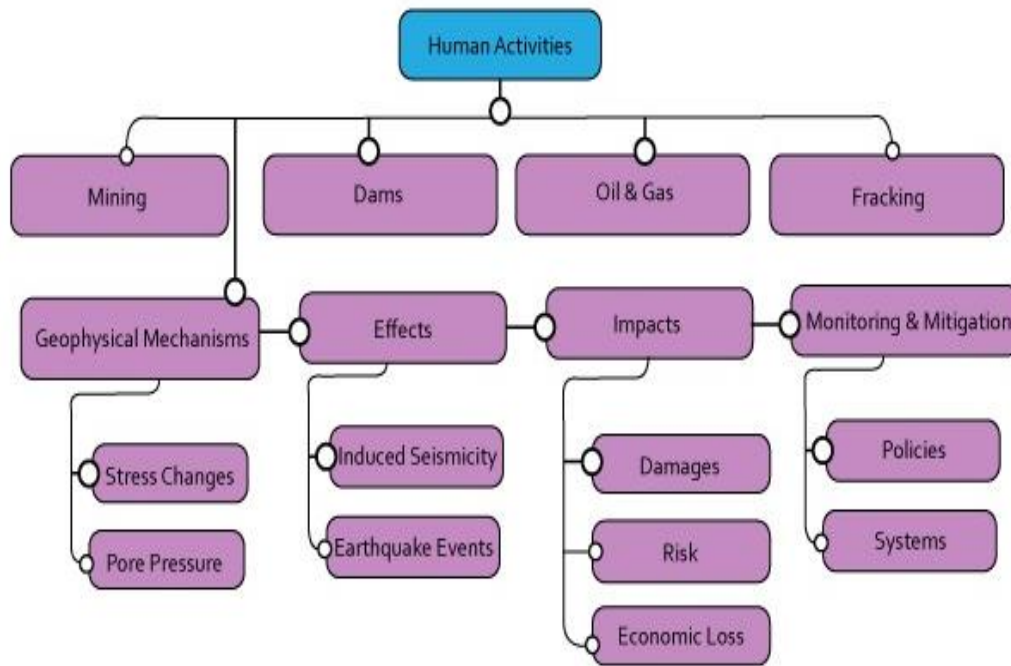 Human Activities
Mining
Dams
Oil & Gas
Fracking
Geophysical Mechanisms
Effects
Impacts
Monitoring & Mitigation
Stress Changes
Pore Pressure
Induced Seismicity
Earthquake Events
Damages
Risk
Economic Loss
Policies
Systems